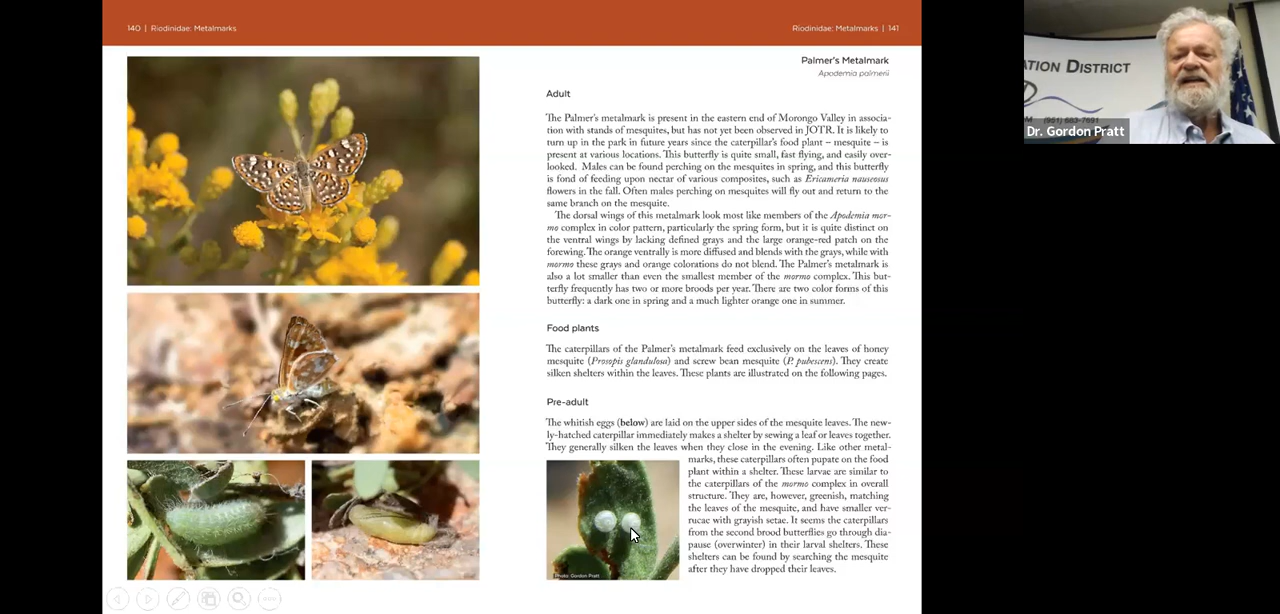 140 | Riodinidae: Metalmarks
Riodinidae: Metalmarks | 141
Palmer's Metalmark
Apodemia palmerii
Adult
The Palmer's metalmark is present in the eastern end of Morongo Valley in associa-
tion with stands of mesquites, but has not yet been observed in JOTR. It is likely to
turn up in the park in future years since the caterpillar's food plant – mesquite – is
present at various locations. This butterfly is quite small, fast flying, and easily over-
looked. Males can be found perching on the mesquites in spring, and this butterfly
is fond of feeding upon nectar of various composites, such as Ericameria nauseosus
flowers in the fall. Often males perching on mesquites will fly out and return to the
same branch on the mesquite.
The dorsal wings of this metalmark look most like members of the Apodemia mor-
mo complex in color pattern, particularly the spring form, but it is quite distinct on
the ventral wings by lacking defined grays and the large orange-red patch on the
forewing. The orange ventrally is more diffused and blends with the grays, while with
mormo these grays and orange colorations do not blend. The Palmer's metalmark is
also a lot smaller than even the smallest member of the mormo complex. This but-
terfly frequently has two or more broods per year. There are two color forms of this
butterfly: a dark one in spring and a much lighter orange one in summer.
Food plants
The caterpillars of the Palmer's metalmark feed exclusively on the leaves of honey
mesquite (Prosopis glandulosa) and screw bean mesquite (P. pubescens). They create
silken shelters within the leaves. These plants are illustrated on the following pages.
Pre-adult
The whitish eggs (below) are laid on the upper sides of the mesquite leaves. The new-
ly-hatched caterpillar immediately makes a shelter by sewing a leaf or leaves together.
They generally silken the leaves when they close in the evening. Like other metal-
marks, these caterpillars often pupate on the food
plant within a shelter. These larvae are similar to
the caterpillars of the mormo complex in overall
structure. They are, however, greenish, matching
the leaves of the mesquite, and have smaller ver-
rucae with grayish setae. It seems the caterpillars
from the second brood butterflies go through dia-
pause (overwinter) in their larval shelters. These
shelters can be found by searching the mesquite
after they have dropped their leaves.
Photo: Gordon Pratt
ATION DISTRICT
(951) 683-7691
Dr. Gordon Pratt